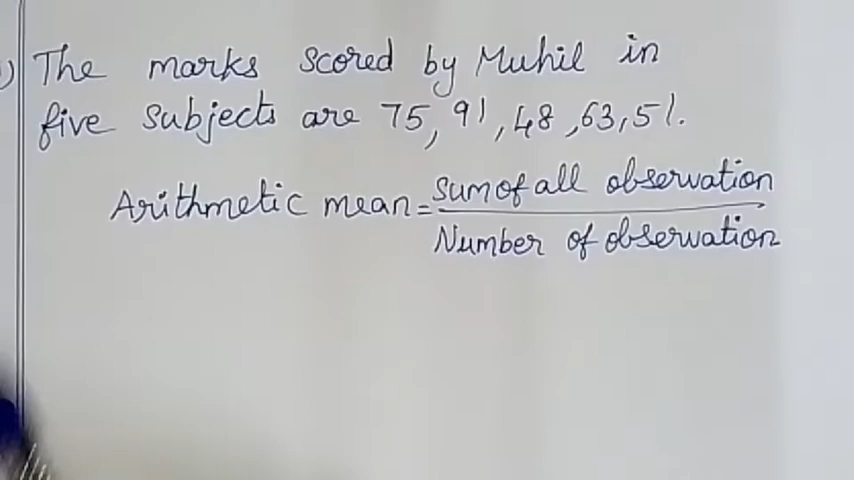 ) The marks scored by Muhil in
five subjects are 75, 91, 48, 63, 51.
Arithmetic mean = Sum of all observation
Number of observation